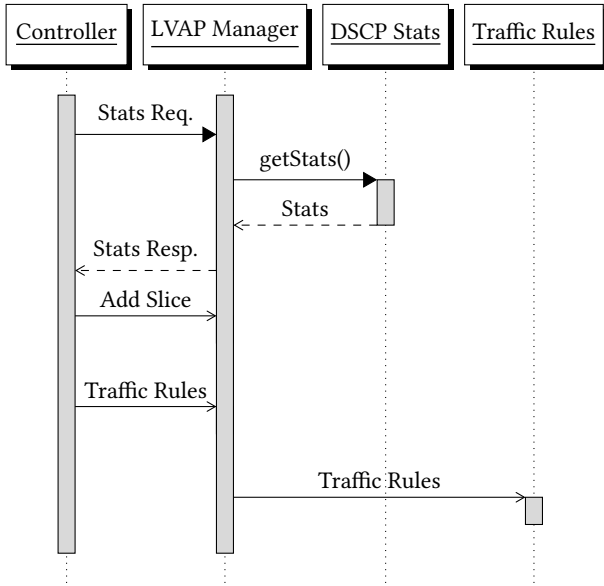 Controller
LVAP Manager
DSCP Stats
Traffic Rules
Stats Req.
getStats()
Stats
Stats Resp.
Add Slice
Traffic Rules
Traffic Rules